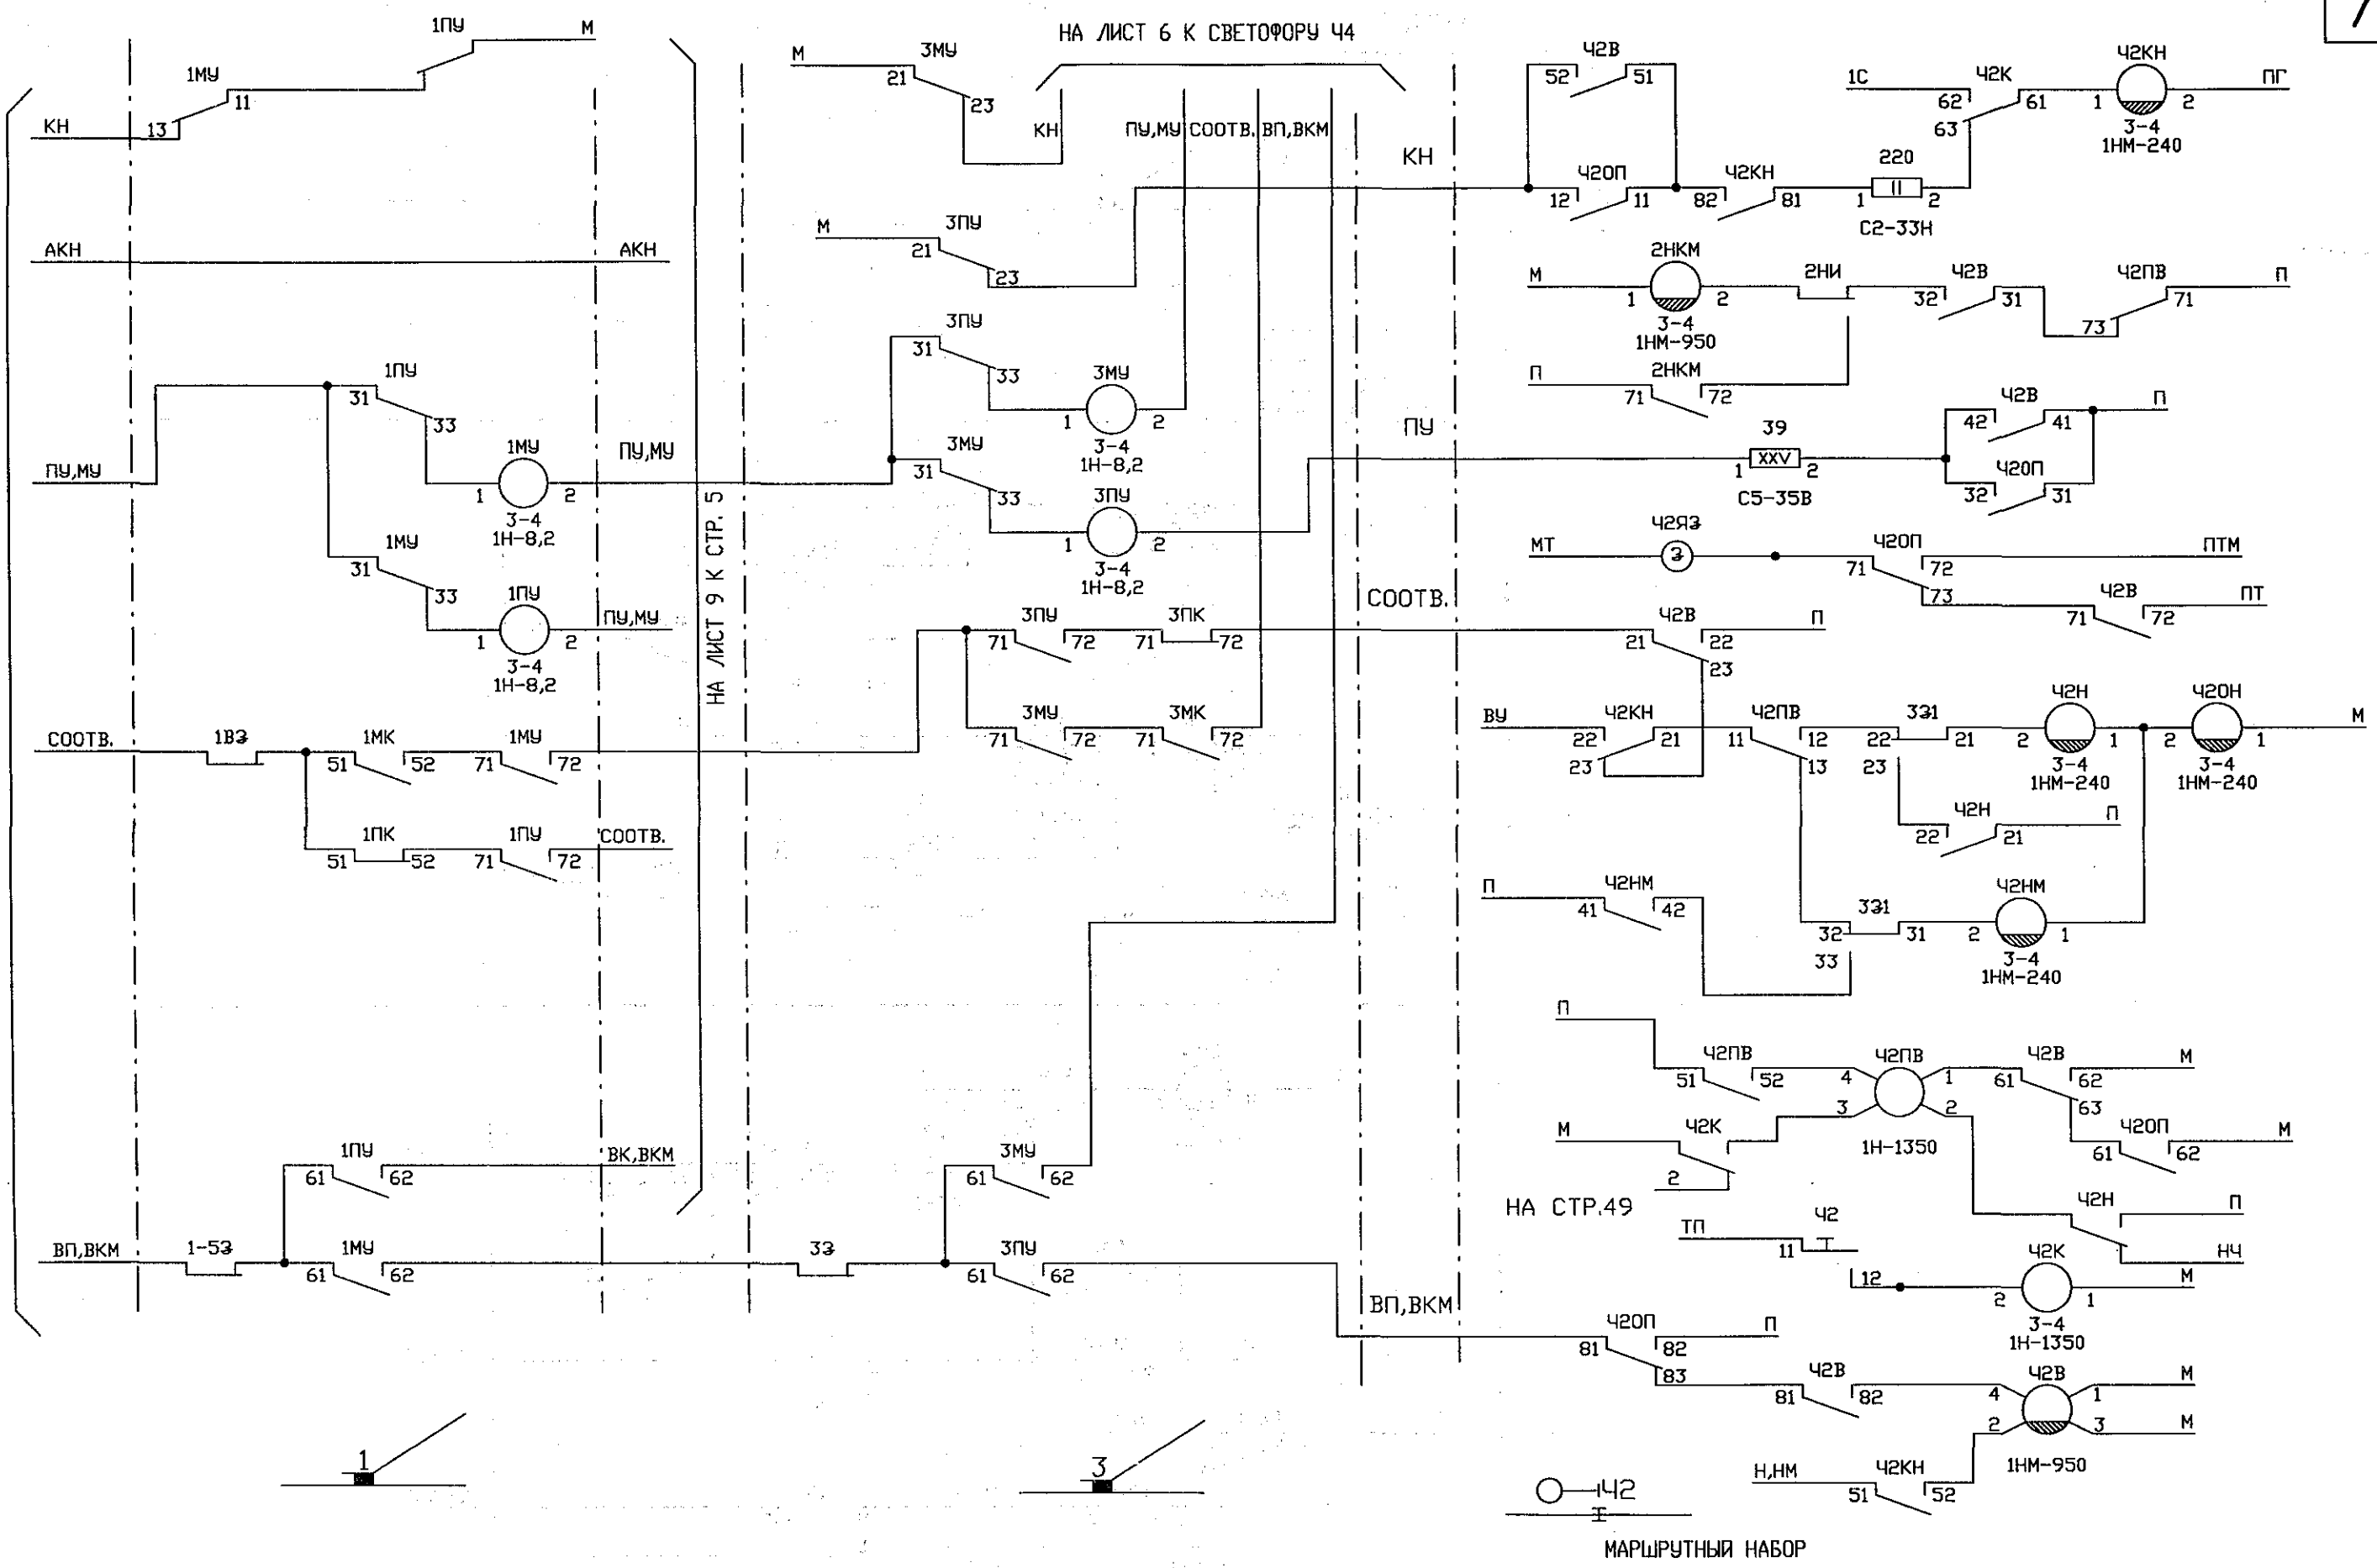 7
НА ЛИСТ 6 К СВЕТОФОРУ Ч4
1ПУ М
1МУ
11
КН 13
АКН АКН
1ПУ
31
33
1МУ
ПУ,МУ
ПУ,МУ
1 2
3-4
1Н-8,2
1МУ
31
33
1ПУ
ПУ,МУ
1 2
3-4
1Н-8,2
СООТВ. 1ВЗ 1МК 1МУ
51 52 71 72
1ПК 1ПУ СООТВ.
51 52 71 72
1ПУ ВК,ВКМ
61 62
ВП,ВКМ 1-5З 1МУ
61 62
1
НА ЛИСТ 9 К СТР. 5
М 3МУ
21
23
КН ПУ,МУ СООТВ. ВП,ВКМ
М 3ПУ
21
23
3ПУ
31
33
3МУ
1 2
3-4
1Н-8,2
3МУ
31
33
3ПУ
1 2
3-4
1Н-8,2
3ПУ 3ПК
71 72 71 72
3МУ 3МК
71 72 71 72
3МУ
61 62
3З 3ПУ
61 62
3
КН
ПУ
СООТВ.
ВП,ВКМ
Ч2В
52 51
1С Ч2К Ч2КН ПГ
62 61 1 2
63
3-4
1НМ-240
Ч2ОП Ч2КН 220
12 11 82 81 1 II 2
С2-33Н
М 2НКМ 2НИ Ч2В Ч2ПВ П
1 2 32 31 71
73
3-4
1НМ-950
П 2НКМ
71 72
Ч2В П
42 41
39
1 XXV 2
С5-35В
Ч2ОП
32 31
МТ Ч2ЯЗ Ч2ОП ПТМ
З
71 72
73 Ч2В ПТ
71 72
Ч2В П
21 22
23
ВУ Ч2КН Ч2ПВ 3З1 Ч2Н Ч2ОН М
22 21 11 12 22 21 2 1 2 1
23 13 23
3-4 3-4
1НМ-240 1НМ-240
Ч2Н П
22 21
П Ч2НМ 3З1 Ч2НМ
41 42
32 31 2 1
33
3-4
1НМ-240
П
Ч2ПВ Ч2ПВ Ч2В М
51 52 4 1 61 62
3 2 63
М Ч2К
2
1Н-1350
Ч2ОП М
61 62
НА СТР.49
Ч2Н П
НЧ
ТП Ч2
11
12 Ч2К М
2 1
3-4
1Н-1350
Ч2ОП П
81 82
83
Ч2В Ч2В М
81 82 4 1
2 3 М
1НМ-950
Н,НМ Ч2КН
51 52
Ч2
МАРШРУТНЫЙ НАБОР